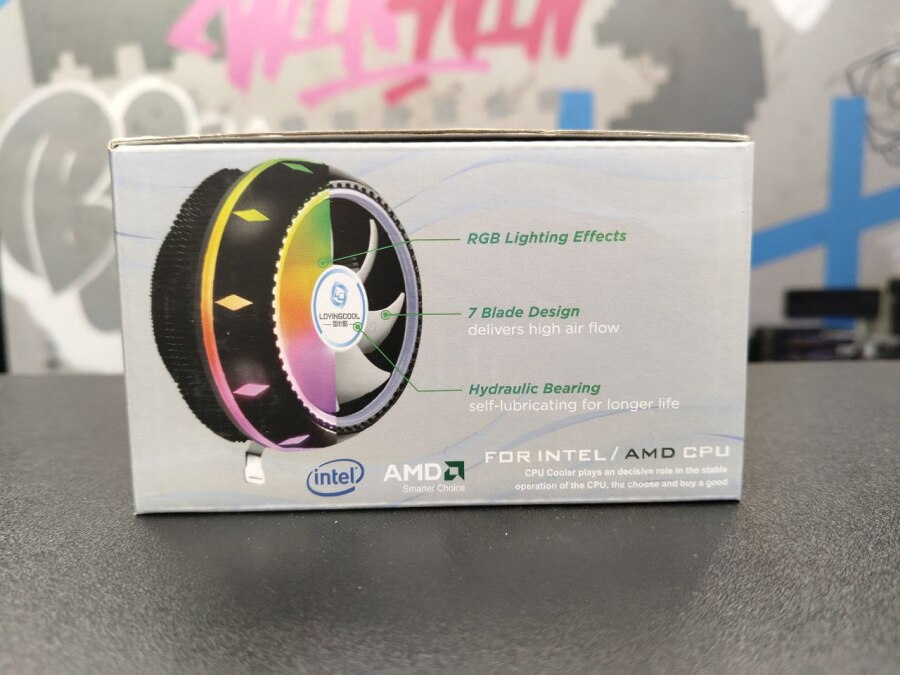 RGB Lighting Effects
7 Blade Design
delivers high air flow
LOVINGCOOL
Hydraulic Bearing
self-lubricating for longer life
FOR INTEL / AMD CPU
intel
AMD
Smarter Choice
CPU Cooler plays an decisive role in the stable
operation of the CPU, the choose and buy a good